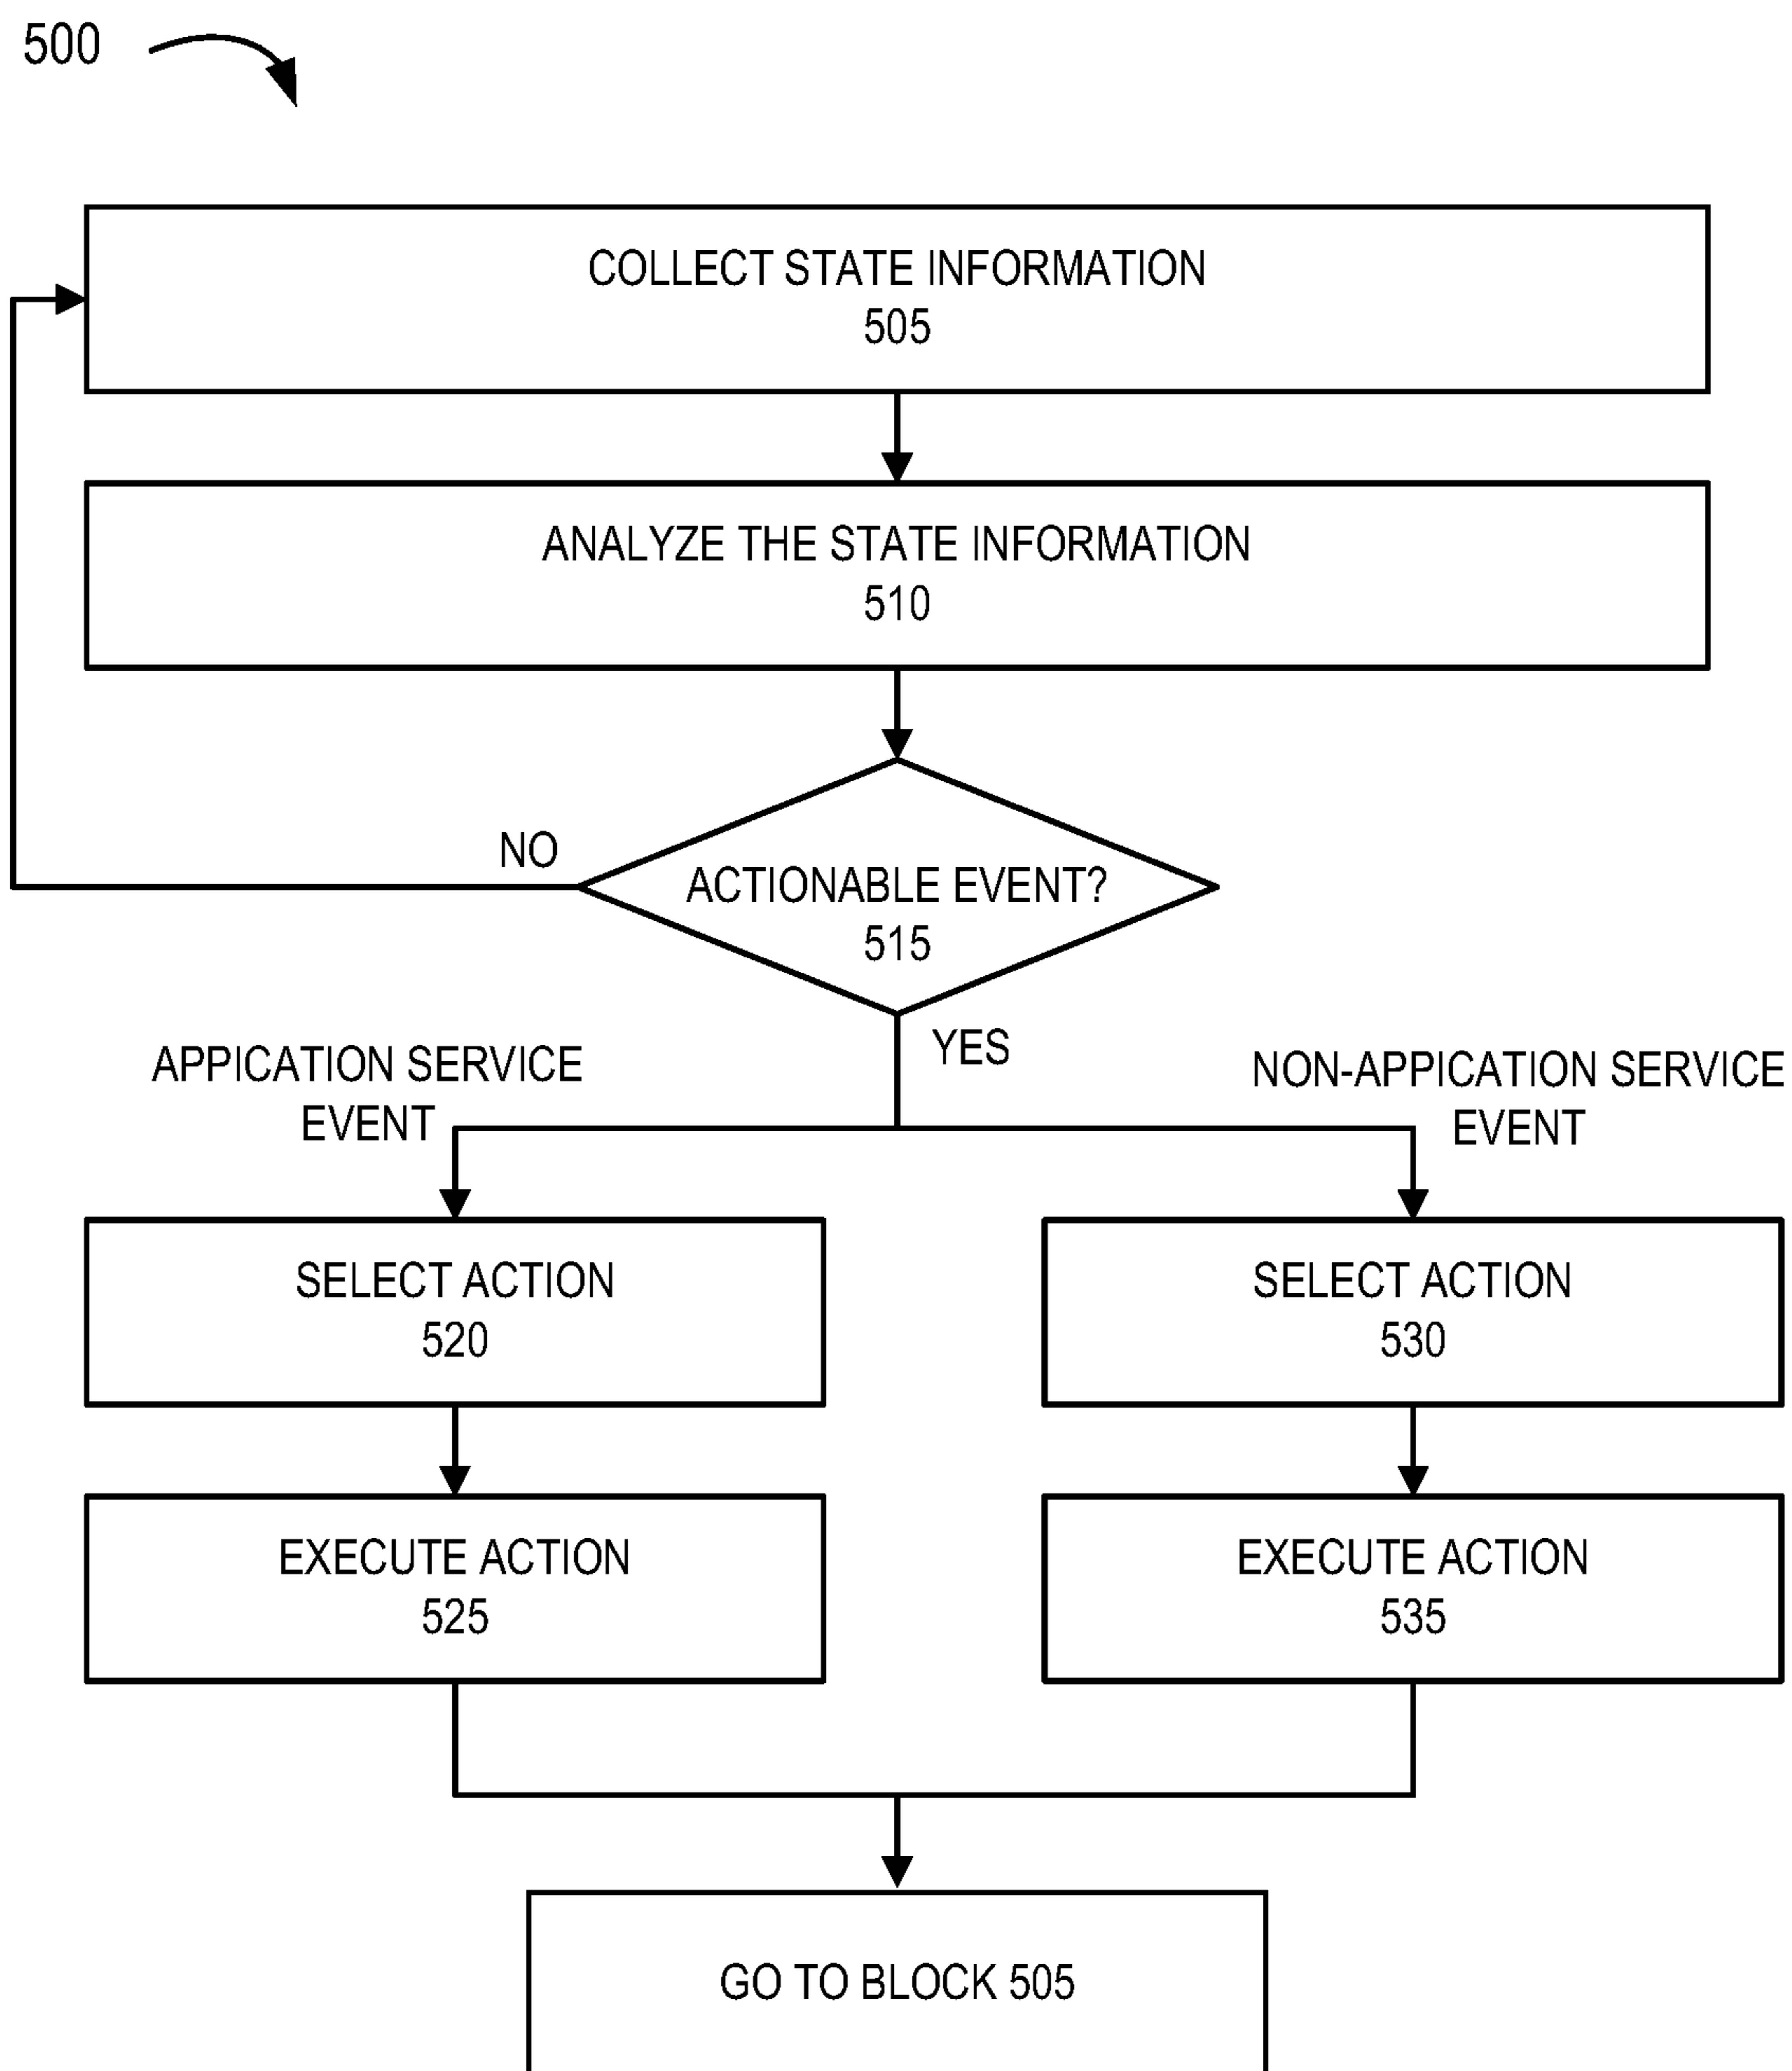 500
COLLECT STATE INFORMATION
505
ANALYZE THE STATE INFORMATION
510
NO
ACTIONABLE EVENT?
515
YES
APPICATION SERVICE
EVENT
NON-APPICATION SERVICE
EVENT
SELECT ACTION
520
SELECT ACTION
530
EXECUTE ACTION
525
EXECUTE ACTION
535
GO TO BLOCK 505